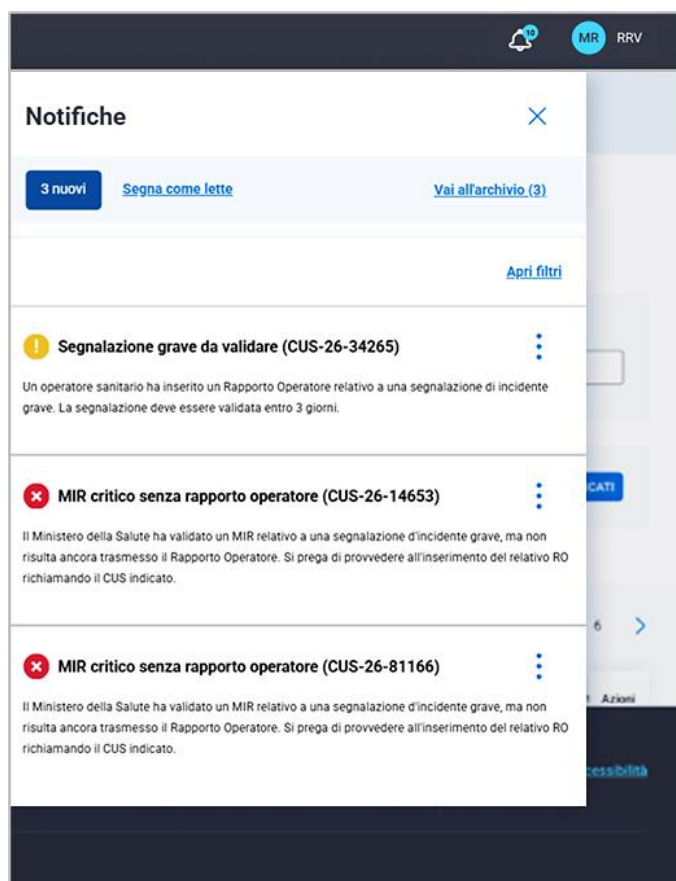 10
MR RRV
Notifiche
3 nuovi Segna come lette Vai all'archivio (3)
Apri filtri
Segnalazione grave da validare (CUS-26-34265)
Un operatore sanitario ha inserito un Rapporto Operatore relativo a una segnalazione di incidente
grave. La segnalazione deve essere validata entro 3 giorni.
CATI
MIR critico senza rapporto operatore (CUS-26-14653)
Il Ministero della Salute ha validato un MIR relativo a una segnalazione d'incidente grave, ma non
risulta ancora trasmesso il Rapporto Operatore. Si prega di provvedere all'inserimento del relativo RO
richiamando il CUS indicato.
6
MIR critico senza rapporto operatore (CUS-26-81166)
Azioni
Il Ministero della Salute ha validato un MIR relativo a una segnalazione d'incidente grave, ma non
risulta ancora trasmesso il Rapporto Operatore. Si prega di provvedere all'inserimento del relativo RO
richiamando il CUS indicato.
cessibilità